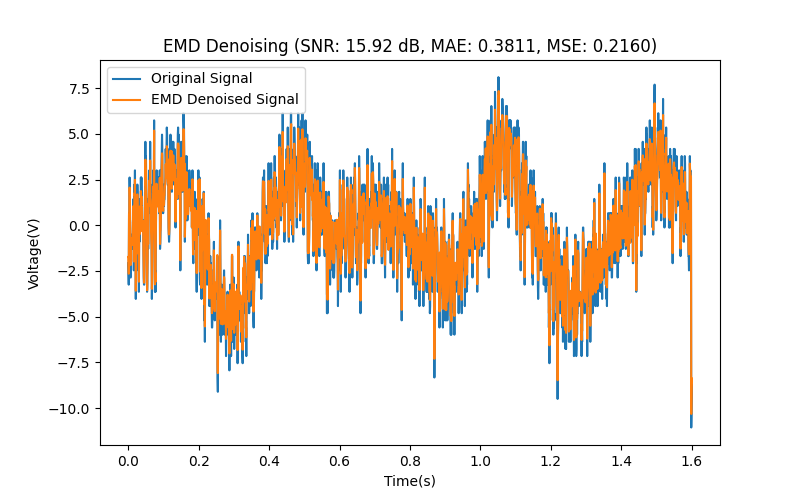 EMD Denoising (SNR: 15.92 dB, MAE: 0.3811, MSE: 0.2160)
Original Signal
EMD Denoised Signal
7.5
5.0
2.5
0.0
−2.5
−5.0
−7.5
−10.0
Voltage(V)
0.0 0.2 0.4 0.6 0.8 1.0 1.2 1.4 1.6
Time(s)